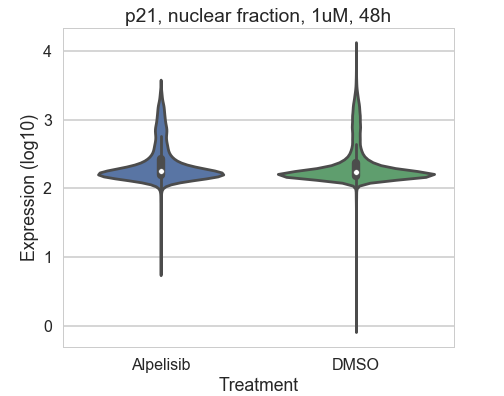 p21, nuclear fraction, 1uM, 48h
Expression (log10)
4
3
2
1
0
Alpelisib
DMSO
Treatment